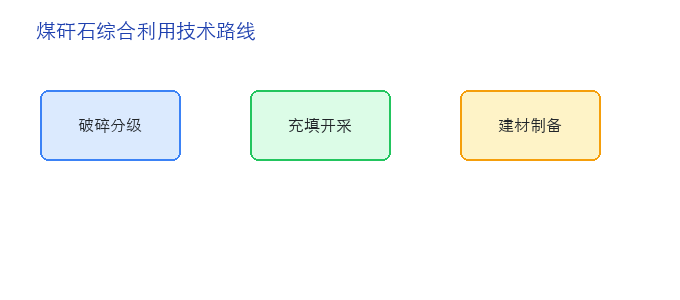 煤矸石综合利用技术路线
破碎分级
充填开采
建材制备